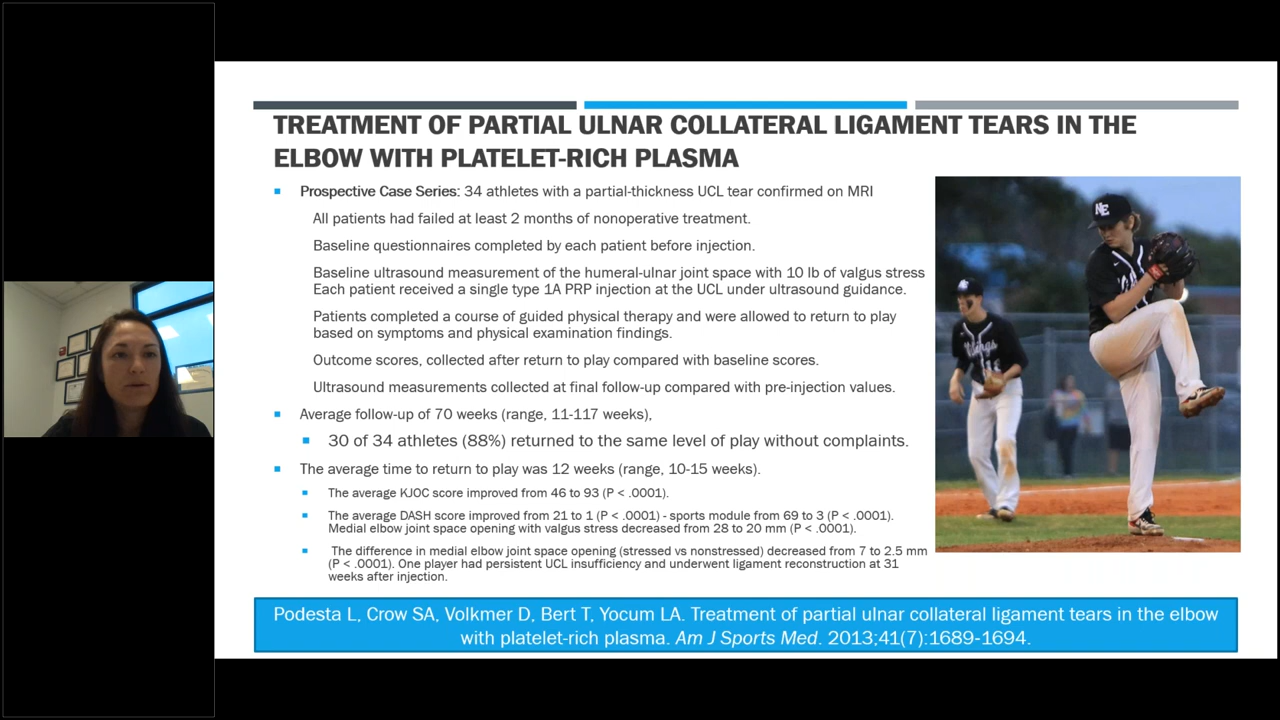 TREATMENT OF PARTIAL ULNAR COLLATERAL LIGAMENT TEARS IN THE
ELBOW WITH PLATELET-RICH PLASMA
Prospective Case Series: 34 athletes with a partial-thickness UCL tear confirmed on MRI
All patients had failed at least 2 months of nonoperative treatment.
Baseline questionnaires completed by each patient before injection.
Baseline ultrasound measurement of the humeral-ulnar joint space with 10 lb of valgus stress
Each patient received a single type 1A PRP injection at the UCL under ultrasound guidance.
Patients completed a course of guided physical therapy and were allowed to return to play
based on symptoms and physical examination findings.
Outcome scores, collected after return to play compared with baseline scores.
Ultrasound measurements collected at final follow-up compared with pre-injection values.
Average follow-up of 70 weeks (range, 11-117 weeks),
30 of 34 athletes (88%) returned to the same level of play without complaints.
The average time to return to play was 12 weeks (range, 10-15 weeks).
The average KJOC score improved from 46 to 93 (P < .0001).
The average DASH score improved from 21 to 1 (P < .0001) - sports module from 69 to 3 (P < .0001).
Medial elbow joint space opening with valgus stress decreased from 28 to 20 mm (P < .0001).
The difference in medial elbow joint space opening (stressed vs nonstressed) decreased from 7 to 2.5 mm
(P < .0001). One player had persistent UCL insufficiency and underwent ligament reconstruction at 31
weeks after injection.
NE
Vikings
Podesta L, Crow SA, Volkmer D, Bert T, Yocum LA. Treatment of partial ulnar collateral ligament tears in the elbow
with platelet-rich plasma. Am J Sports Med. 2013;41(7):1689-1694.